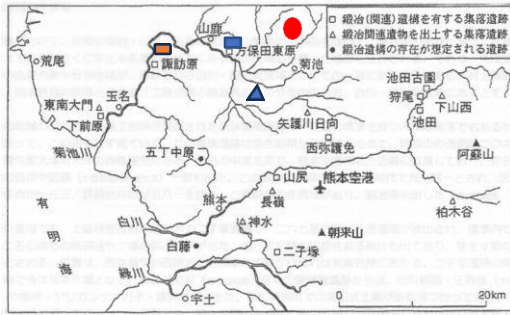 □ 鍛冶(関連)遺構を有する集落遺跡
△ 鍛冶関連遺物を出土する集落遺跡
● 鍛冶遺構の存在が想定される遺跡
山鹿
方保田東原
荒尾
諏訪原
菊池
池田古園
狩尾
下山西
玉名
東南大門
下前原
池田
矢護川日向
菊池川
西弥護免
阿蘇山
五丁中原
山尻
熊本空港
熊本
長嶺
柏木谷
有明海
白川
神水
白藤
朝来山
二子塚
緑川
宇土
0 20km